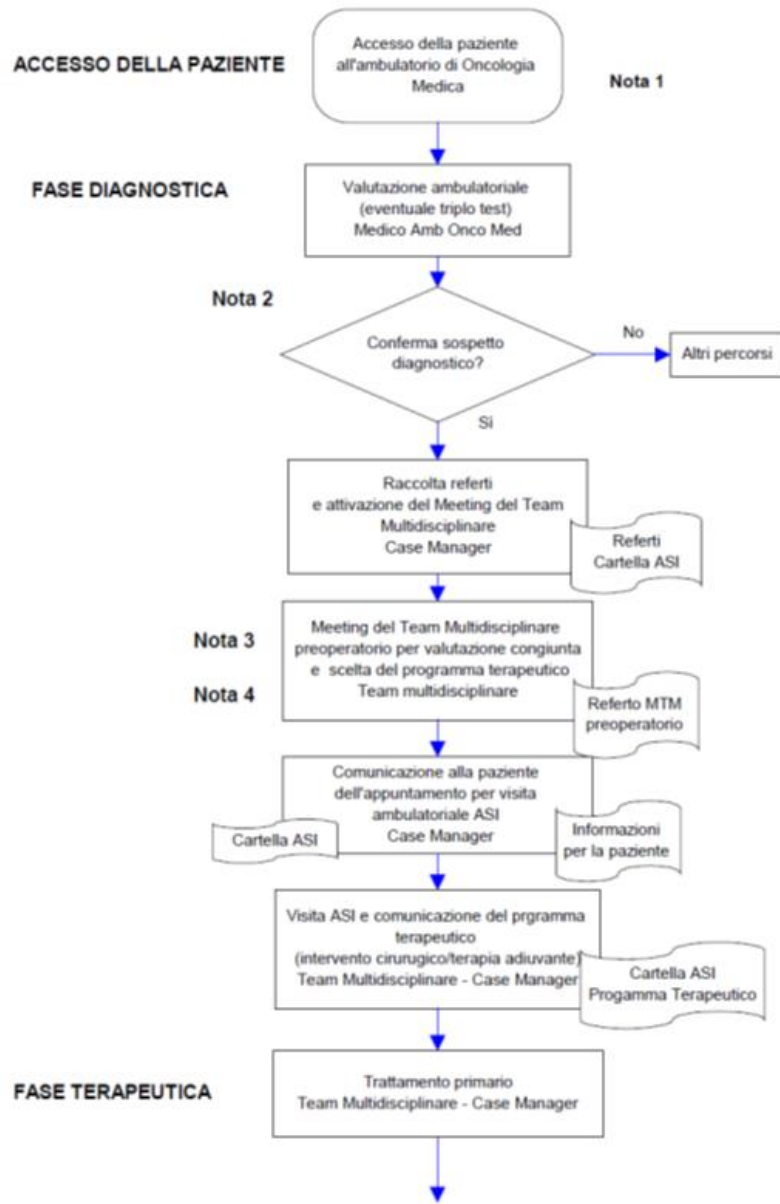 ACCESSO DELLA PAZIENTE
Accesso della paziente
all'ambulatorio di Oncologia
Medica
Nota 1
FASE DIAGNOSTICA
Valutazione ambulatoriale
(eventuale triplo test)
Medico Amb Onco Med
Nota 2
Conferma sospetto
diagnostico?
No
Altri percorsi
Si
Raccolta referti
e attivazione del Meeting del Team
Multidisciplinare
Case Manager
Referti
Cartella ASI
Nota 3
Nota 4
Meeting del Team Multidisciplinare
preoperatorio per valutazione congiunta
e scelta del programma terapeutico
Team multidisciplinare
Referto MTM
preoperatorio
Comunicazione alla paziente
dell'appuntamento per visita
ambulatoriale ASI
Case Manager
Cartella ASI
Informazioni
per la paziente
Visita ASI e comunicazione del prgramma
terapeutico
(intervento cirurugico/terapia adiuvante)
Team Multidisciplinare - Case Manager
Cartella ASI
Progamma Terapeutico
FASE TERAPEUTICA
Trattamento primario
Team Multidisciplinare - Case Manager